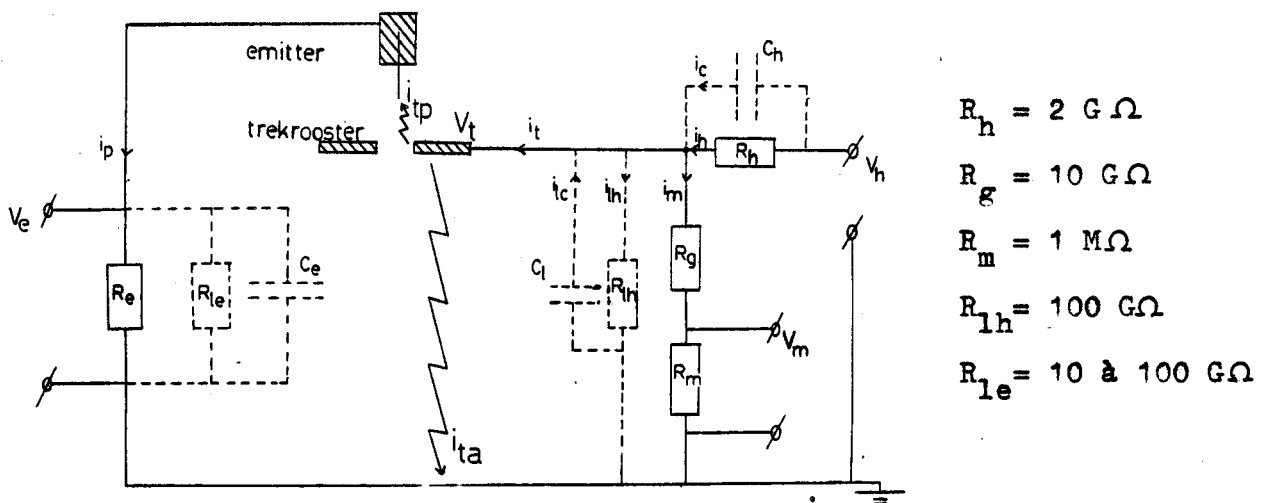 emitter
C_h
i_c
i_tp
trekrooster
V_t
i_t
i_h
R_h
V_h
i_p
i_lc
i_lh
i_m
V_e
R_e
R_le
C_e
C_l
R_lh
R_g
V_m
R_m
i_ta
R_h = 2 GΩ
R_g = 10 GΩ
R_m = 1 MΩ
R_lh = 100 GΩ
R_le = 10 à 100 GΩ